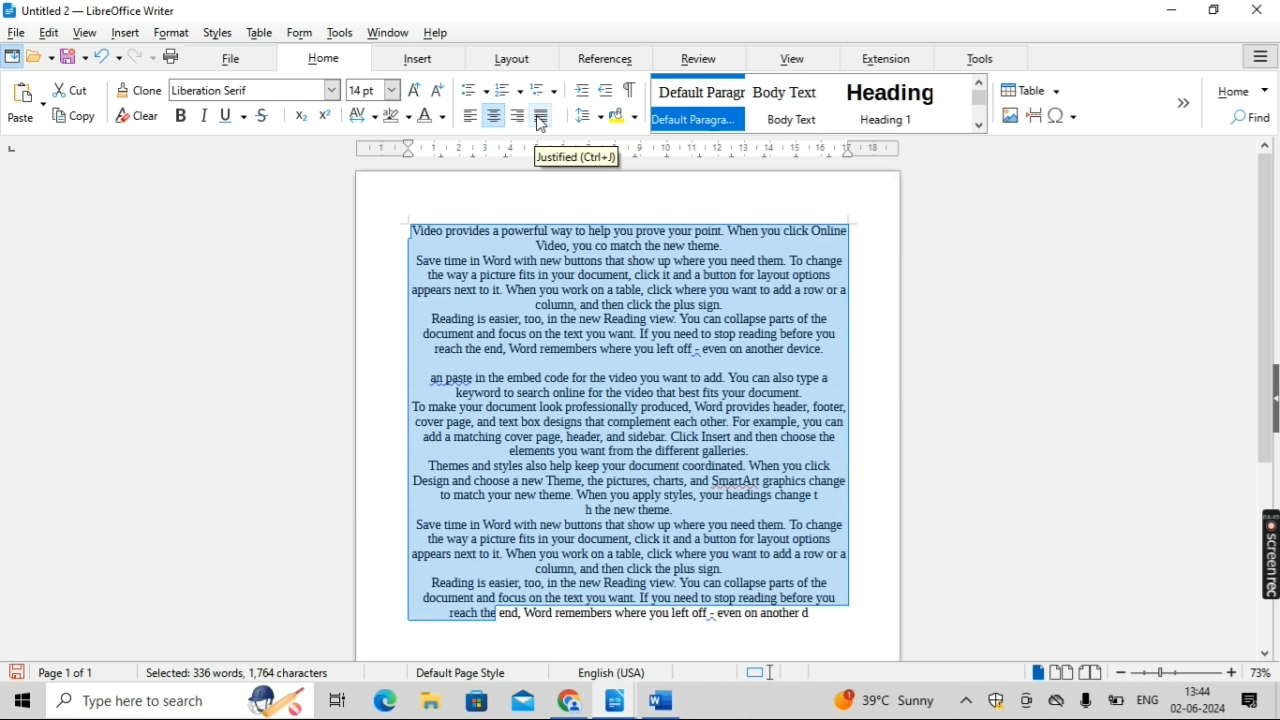 Untitled 2 — LibreOffice Writer
File Edit View Insert Format Styles Table Form Tools Window Help
File Home Insert Layout References Review View Extension Tools
Cut Clone Liberation Serif 14 pt Default Paragr Body Text Heading Table Home
Paste Copy Clear Default Paragra... Body Text Heading 1 Find
Justified (Ctrl+J)
1 1 2 3 4 9 10 11 12 13 14 15 16 17 18
Video provides a powerful way to help you prove your point. When you click Online
Video, you co match the new theme.
Save time in Word with new buttons that show up where you need them. To change
the way a picture fits in your document, click it and a button for layout options
appears next to it. When you work on a table, click where you want to add a row or a
column, and then click the plus sign.
Reading is easier, too, in the new Reading view. You can collapse parts of the
document and focus on the text you want. If you need to stop reading before you
reach the end, Word remembers where you left off - even on another device.
an paste in the embed code for the video you want to add. You can also type a
keyword to search online for the video that best fits your document.
To make your document look professionally produced, Word provides header, footer,
cover page, and text box designs that complement each other. For example, you can
add a matching cover page, header, and sidebar. Click Insert and then choose the
elements you want from the different galleries.
Themes and styles also help keep your document coordinated. When you click
Design and choose a new Theme, the pictures, charts, and SmartArt graphics change
to match your new theme. When you apply styles, your headings change t
h the new theme.
Save time in Word with new buttons that show up where you need them. To change
the way a picture fits in your document, click it and a button for layout options
appears next to it. When you work on a table, click where you want to add a row or a
column, and then click the plus sign.
Reading is easier, too, in the new Reading view. You can collapse parts of the
document and focus on the text you want. If you need to stop reading before you
reach the end, Word remembers where you left off - even on another d
screen rec
Page 1 of 1 Selected: 336 words, 1,764 characters Default Page Style English (USA) 73%
Type here to search 39°C Sunny ENG 13:44
02-06-2024